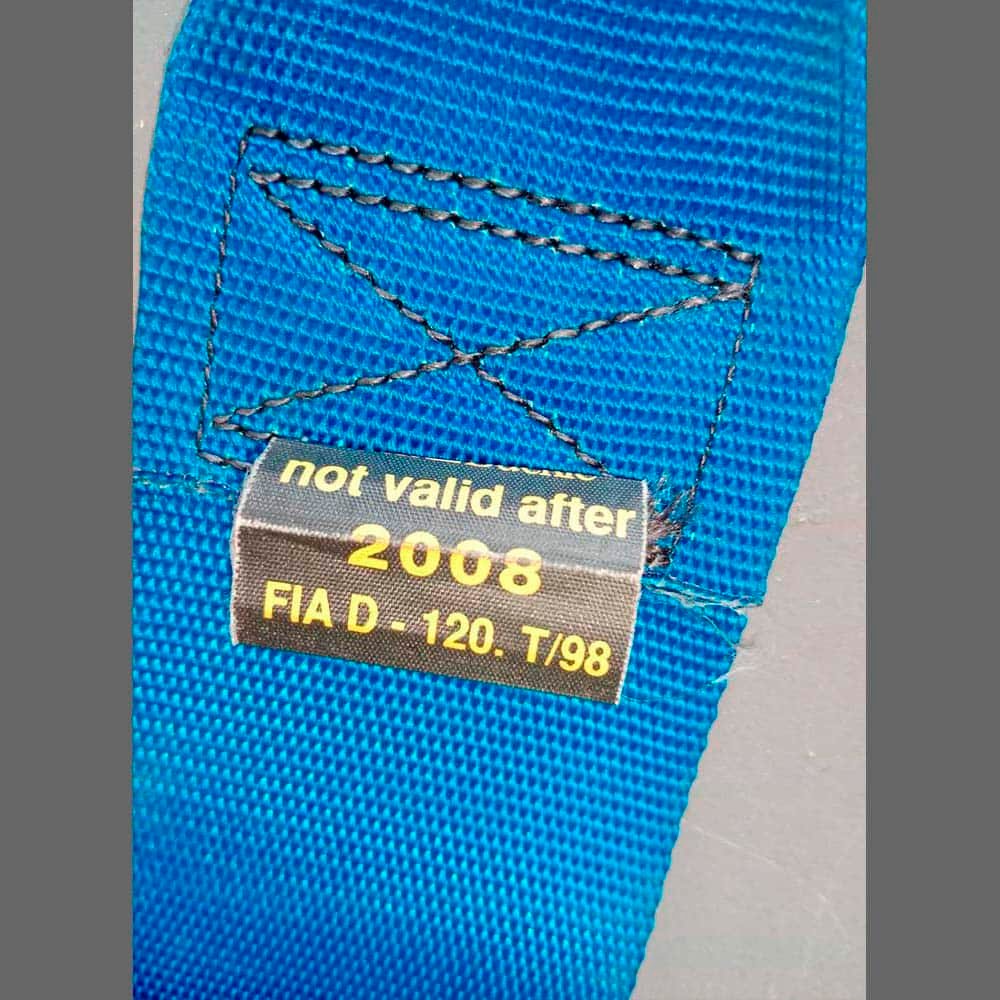 not valid after
2008
FIA D - 120. T/98